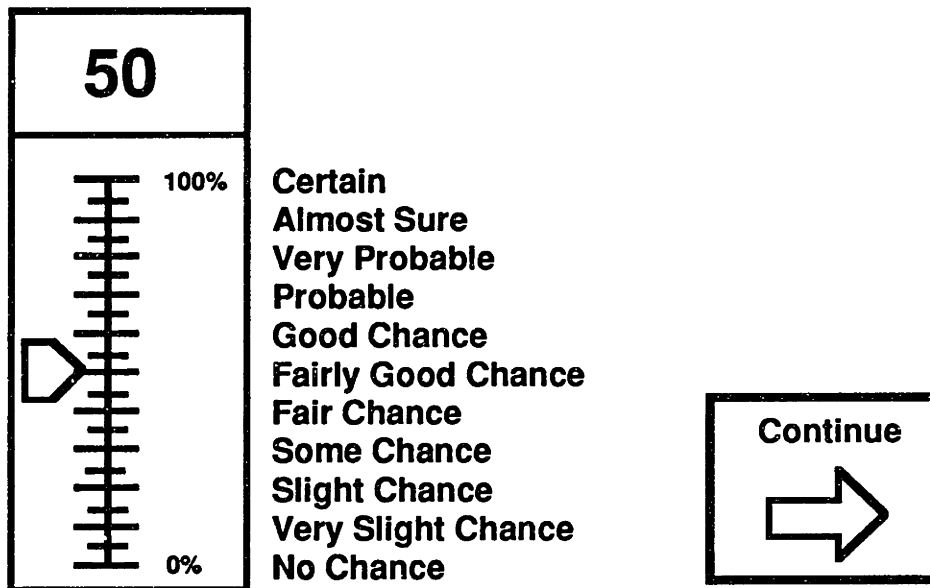 50
100% Certain
Almost Sure
Very Probable
Probable
Good Chance
Fairly Good Chance
Fair Chance
Some Chance
Slight Chance
Very Slight Chance
0% No Chance
Continue